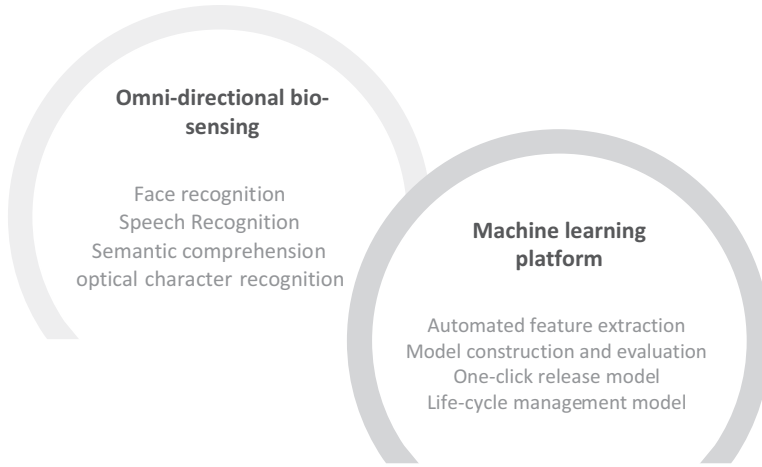 Omni-directional bio-
sensing
Face recognition
Speech Recognition
Semantic comprehension
optical character recognition
Machine learning
platform
Automated feature extraction
Model construction and evaluation
One-click release model
Life-cycle management model